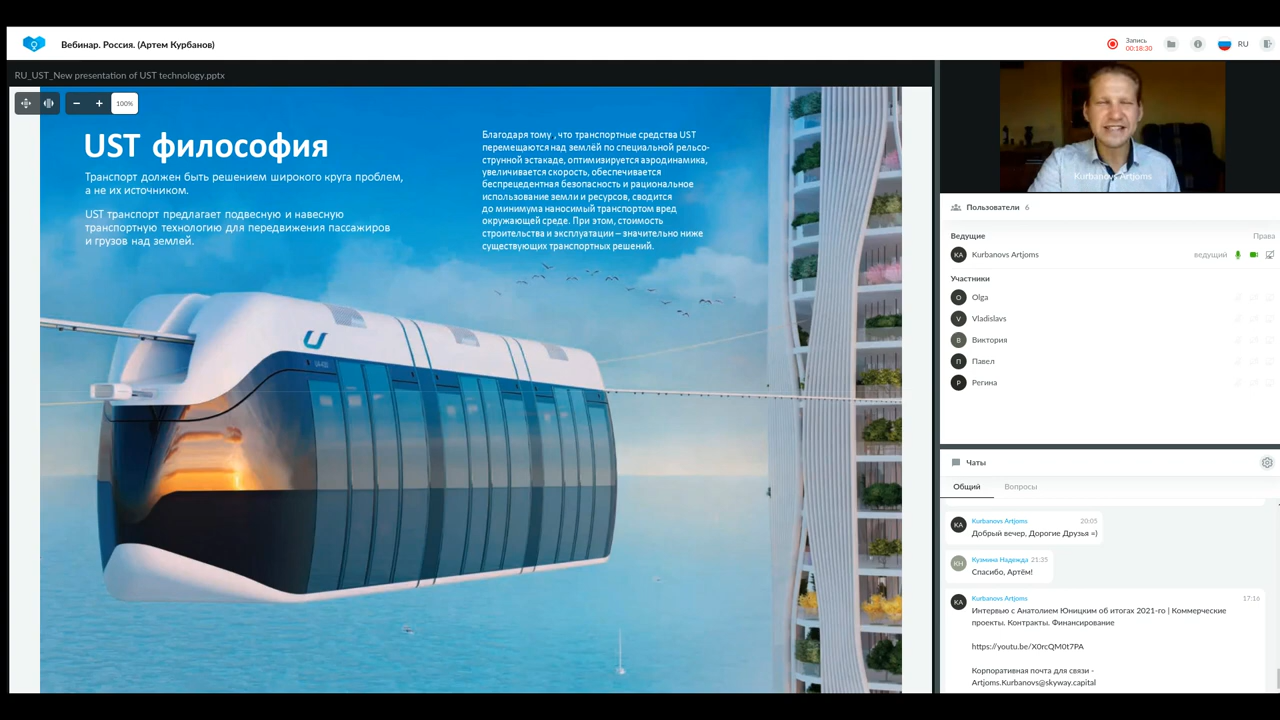 Вебинар. Россия. (Артем Курбанов)
Запись
00:18:30
RU
RU_UST_New presentation of UST technology.pptx
100%
UST философия
Транспорт должен быть решением широкого круга проблем,
а не их источником.
UST транспорт предлагает подвесную и навесную
транспортную технологию для передвижения пассажиров
и грузов над землей.
Благодаря тому , что транспортные средства UST
перемещаются над землёй по специальной рельсо-
струнной эстакаде, оптимизируется аэродинамика,
увеличивается скорость, обеспечивается
беспрецедентная безопасность и рациональное
использование земли и ресурсов, сводится
до минимума наносимый транспортом вред
окружающей среде. При этом, стоимость
строительства и эксплуатации – значительно ниже
существующих транспортных решений.
Kurbanovs Artjoms
Пользователи 6
Ведущие
Права
KA
Kurbanovs Artjoms
ведущий
Участники
O
Olga
V
Vladislavs
В
Виктория
П
Павел
Р
Регина
Чаты
Общий
Вопросы
KA
Kurbanovs Artjoms
20:05
Добрый вечер, Дорогие Друзья =)
КН
Кузмина Надежда 21:35
Спасибо, Артём!
KA
Kurbanovs Artjoms
17:16
Интервью с Анатолием Юницким об итогах 2021-го | Коммерческие
проекты. Контракты. Финансирование
https://youtu.be/X0rcQM0t7PA
Корпоративная почта для связи -
Artjoms.Kurbanovs@skyway.capital